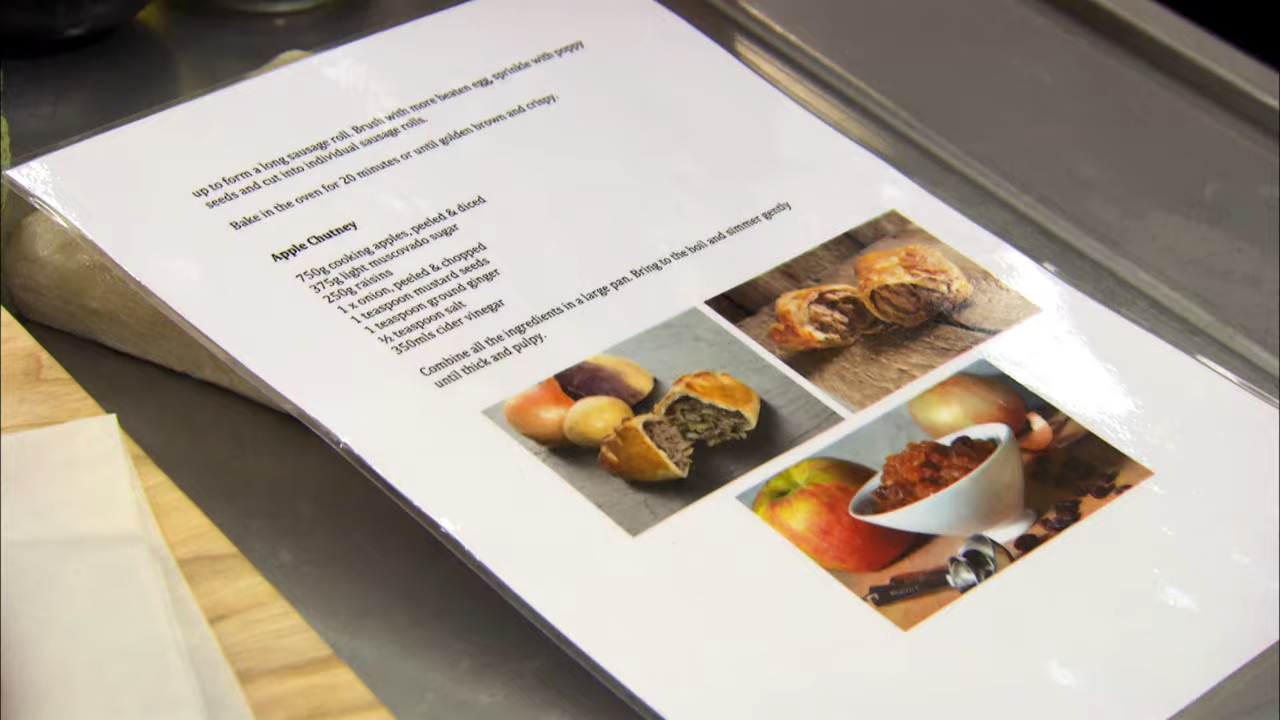 up to form a long sausage roll. Brush with more beaten egg, sprinkle with poppy
seeds and cut into individual sausage rolls.
Bake in the oven for 20 minutes or until golden brown and crispy.
Apple Chutney
750g cooking apples, peeled & diced
375g light muscovado sugar
250g raisins
1 x onion, peeled & chopped
1 teaspoon mustard seeds
1 teaspoon ground ginger
½ teaspoon salt
350mls cider vinegar
Combine all the ingredients in a large pan. Bring to the boil and simmer gently
until thick and pulpy.